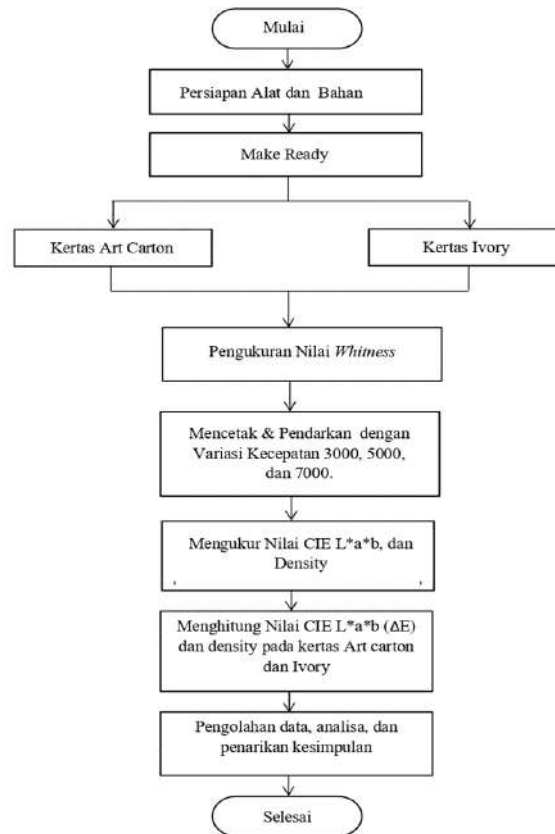 Mulai
Persiapan Alat dan Bahan
Make Ready
Kertas Art Carton
Kertas Ivory
Pengukuran Nilai Whitness
Mencetak & Pendarkan dengan
Variasi Kecepatan 3000, 5000,
dan 7000.
Mengukur Nilai CIE L*a*b, dan
Density
Menghitung Nilai CIE L*a*b (ΔE)
dan density pada kertas Art carton
dan Ivory
Pengolahan data, analisa, dan
penarikan kesimpulan
Selesai